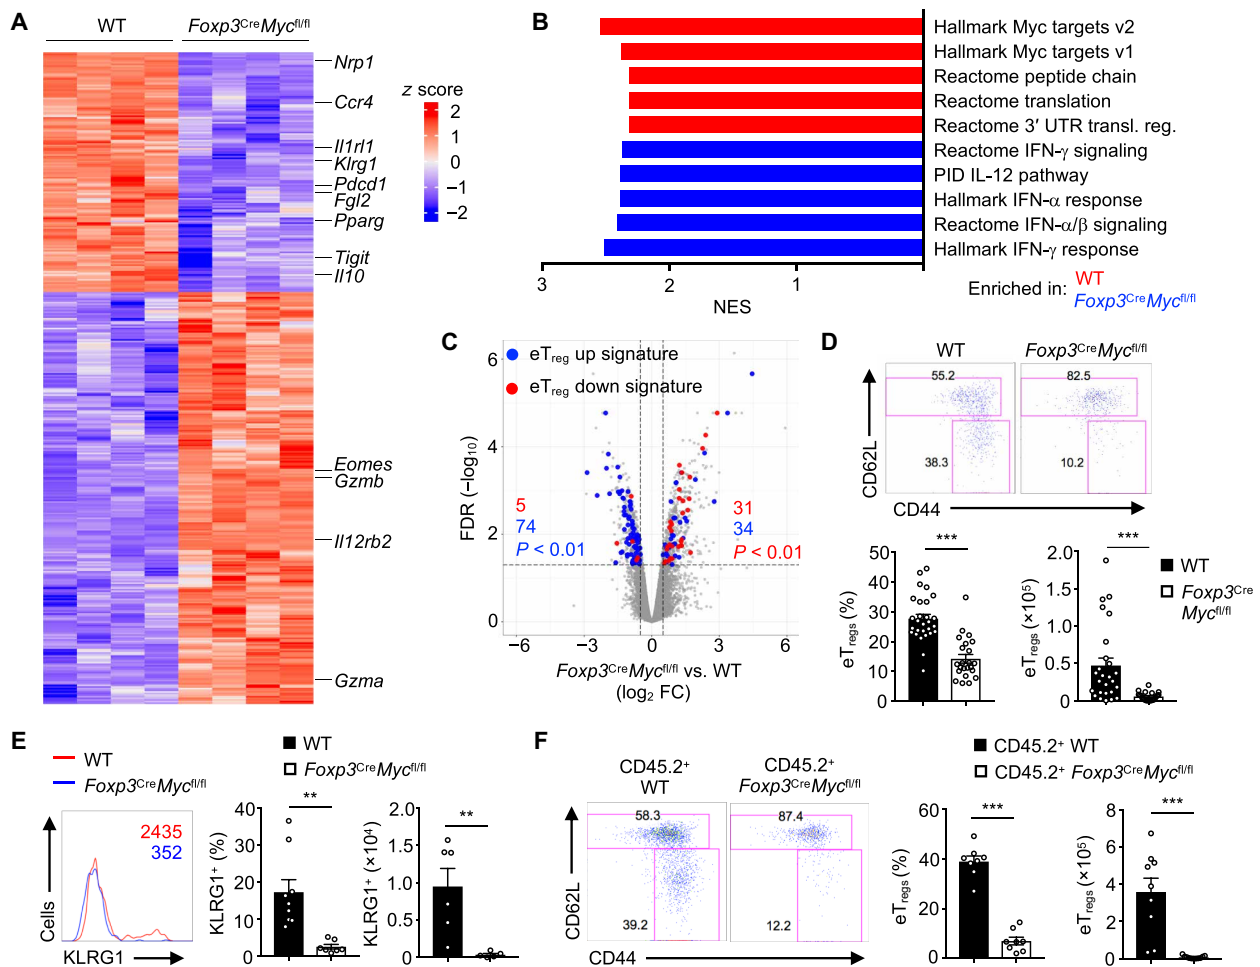 A
WT
Foxp3CreMycfl/fl
Nrp1
Ccr4
Il1rl1
Klrg1
Pdcd1
Fgl2
Pparg
Tigit
Il10
Eomes
Gzmb
Il12rb2
Gzma
z score
2
1
0
−1
−2
B
Hallmark Myc targets v2
Hallmark Myc targets v1
Reactome peptide chain
Reactome translation
Reactome 3′ UTR transl. reg.
Reactome IFN-γ signaling
PID IL-12 pathway
Hallmark IFN-α response
Reactome IFN-α/β signaling
Hallmark IFN-γ response
3 2 1
NES
Enriched in: WT
Foxp3CreMycfl/fl
C
eTreg up signature
eTreg down signature
FDR (−log10)
6
4
2
0
5
74
P < 0.01
31
34
P < 0.01
−6 −3 0 3 6
Foxp3CreMycfl/fl vs. WT
(log2 FC)
D
WT
Foxp3CreMycfl/fl
55.2
38.3
82.5
10.2
CD62L
CD44
eTregs (%)
50
40
30
20
10
0
***
eTregs (×10⁵)
2.0
1.5
1.0
0.5
0
***
WT
Foxp3Cre
Mycfl/fl
E
WT
Foxp3CreMycfl/fl
2435
352
Cells
KLRG1
WT
Foxp3CreMycfl/fl
KLRG1+ (%)
40
30
20
10
0
**
KLRG1+ (×10⁴)
2.0
1.5
1.0
0.5
0
**
F
CD45.2+
WT
CD45.2+
Foxp3CreMycfl/fl
58.3
39.2
87.4
12.2
CD62L
CD44
CD45.2+ WT
CD45.2+ Foxp3CreMycfl/fl
eTregs (%)
60
40
20
0
***
eTregs (×10⁵)
8
6
4
2
0
***